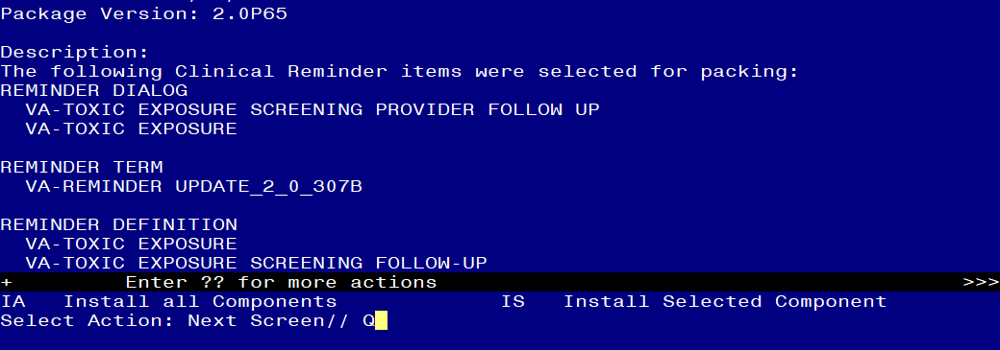 Package Version: 2.0P65
Description:
The following Clinical Reminder items were selected for packing:
REMINDER DIALOG
VA-TOXIC EXPOSURE SCREENING PROVIDER FOLLOW UP
VA-TOXIC EXPOSURE
REMINDER TERM
VA-REMINDER UPDATE_2_0_307B
REMINDER DEFINITION
VA-TOXIC EXPOSURE
VA-TOXIC EXPOSURE SCREENING FOLLOW-UP
+ Enter ?? for more actions >>>
IA Install all Components IS Install Selected Component
Select Action: Next Screen// Q